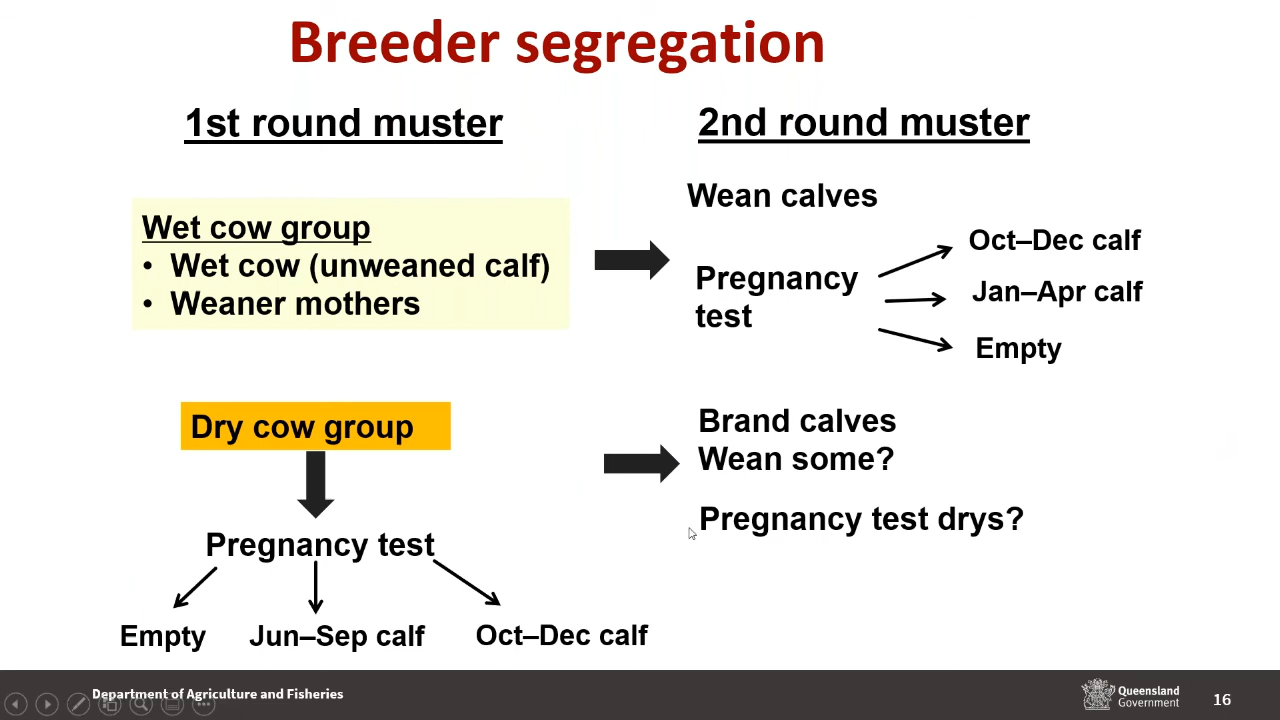 Breeder segregation
1st round muster
2nd round muster
Wet cow group
• Wet cow (unweaned calf)
• Weaner mothers
Wean calves
Pregnancy
test
Oct–Dec calf
Jan–Apr calf
Empty
Dry cow group
Pregnancy test
Empty
Jun–Sep calf
Oct–Dec calf
Brand calves
Wean some?
Pregnancy test drys?
Department of Agriculture and Fisheries
Queensland
Government
16